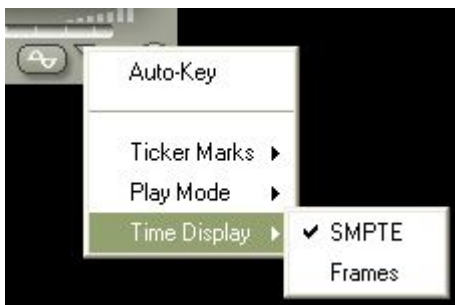 Auto-Key
Ticker Marks
Play Mode
Time Display
SMPTE
Frames